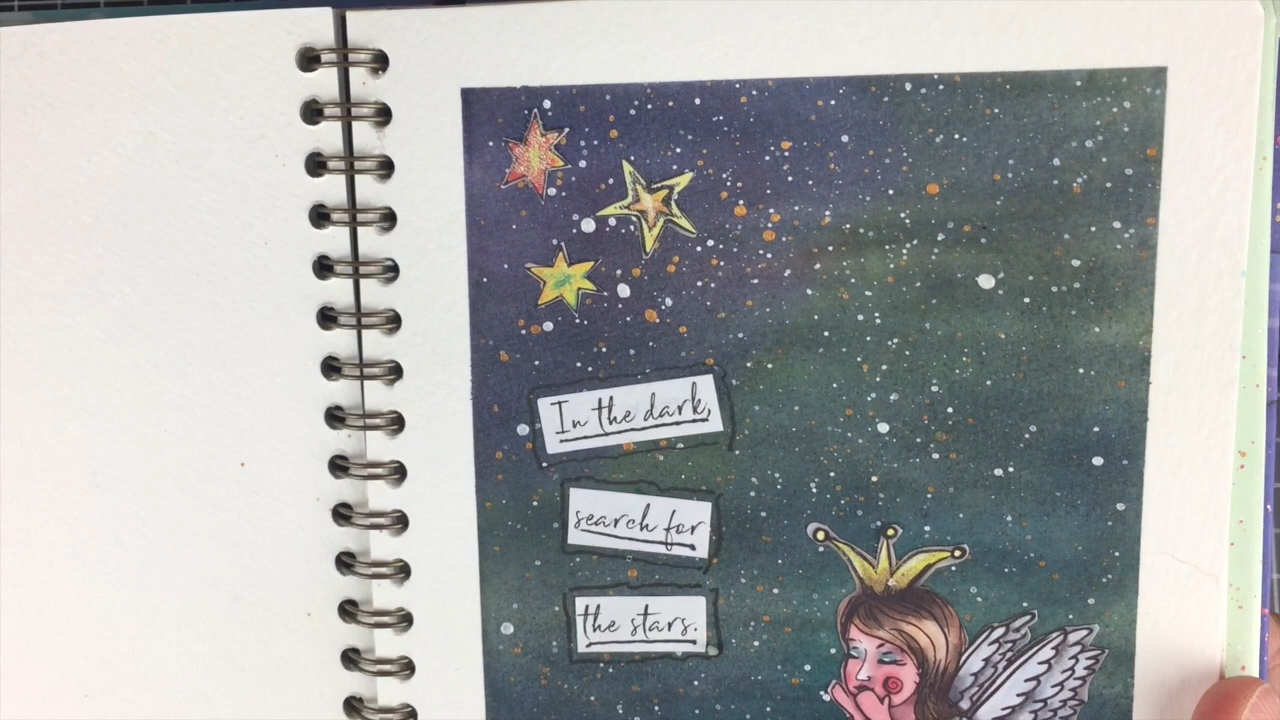 In the dark,
search for
the stars.